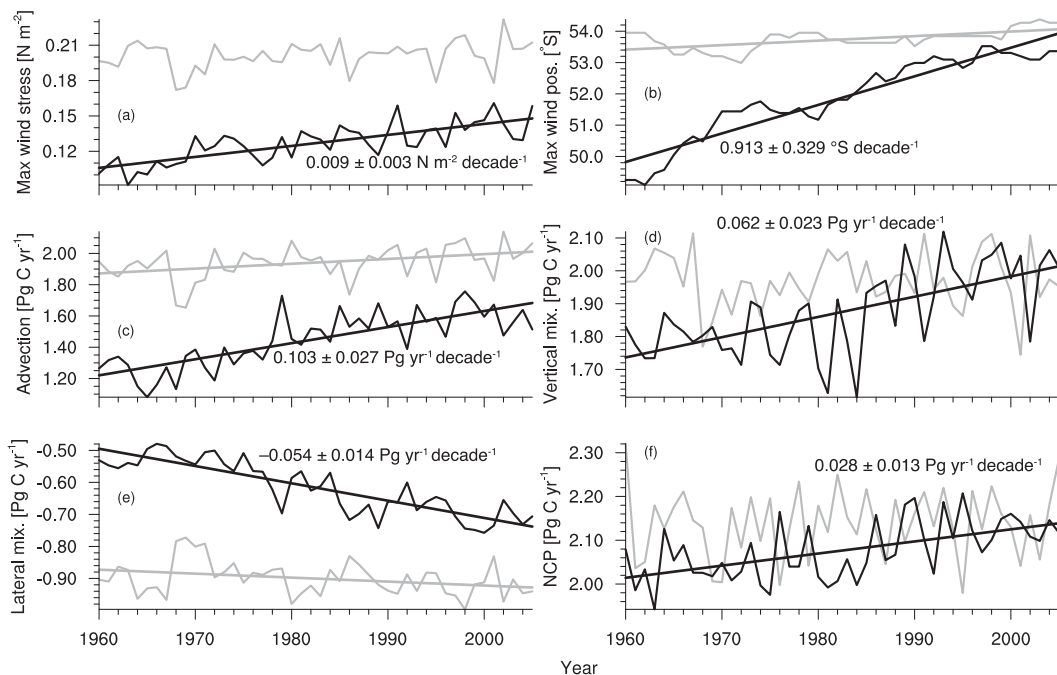 Max wind stress [N m⁻²]
0.21
0.15
0.12
(a)
0.009 ± 0.003 N m⁻² decade⁻¹
Max wind pos. [°S]
54.0
53.0
52.0
51.0
50.0
(b)
0.913 ± 0.329 °S decade⁻¹
Advection [Pg C yr⁻¹]
2.00
1.80
1.60
1.40
1.20
(c)
0.103 ± 0.027 Pg yr⁻¹ decade⁻¹
Vertical mix. [Pg C yr⁻¹]
2.10
2.00
1.90
1.80
1.70
(d)
0.062 ± 0.023 Pg yr⁻¹ decade⁻¹
Lateral mix. [Pg C yr⁻¹]
-0.50
-0.60
-0.70
-0.80
-0.90
(e)
−0.054 ± 0.014 Pg yr⁻¹ decade⁻¹
1960 1970 1980 1990 2000
NCP [Pg C yr⁻¹]
2.30
2.20
2.10
2.00
(f)
0.028 ± 0.013 Pg yr⁻¹ decade⁻¹
1960 1970 1980 1990 2000
Year